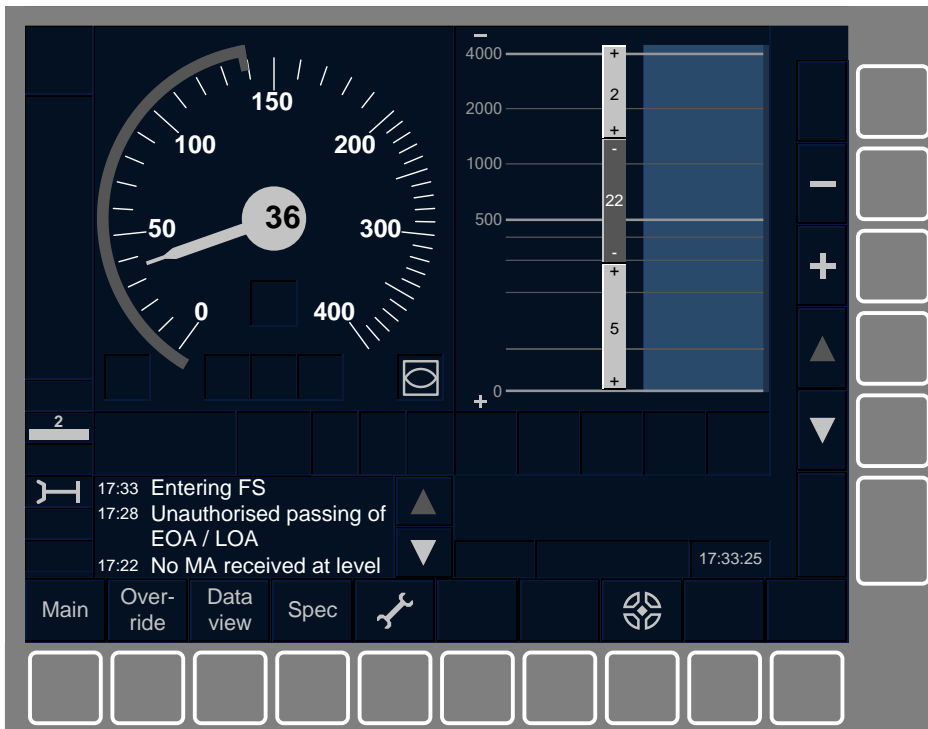 150
100
200
50
36
300
0
400
4000
2000
1000
500
0
+
2
+
-
22
-
+
5
+
2
17:33 Entering FS
17:28 Unauthorised passing of
EOA / LOA
17:22 No MA received at level
17:33:25
Main
Over-
ride
Data
view
Spec